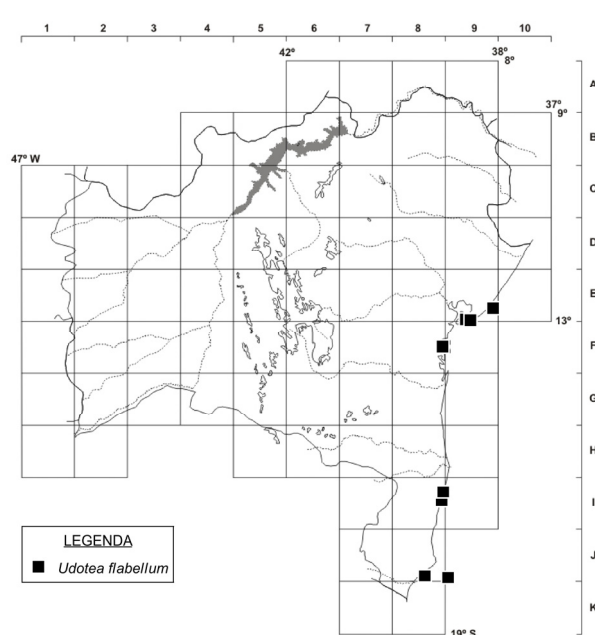 1 2 3 4 5 6 7 8 9 10
42º 38º
8º
A
37º
9º
B
47º W
C
D
E
13º
F
G
H
I
LEGENDA
Udotea flabellum
J
K
19º S